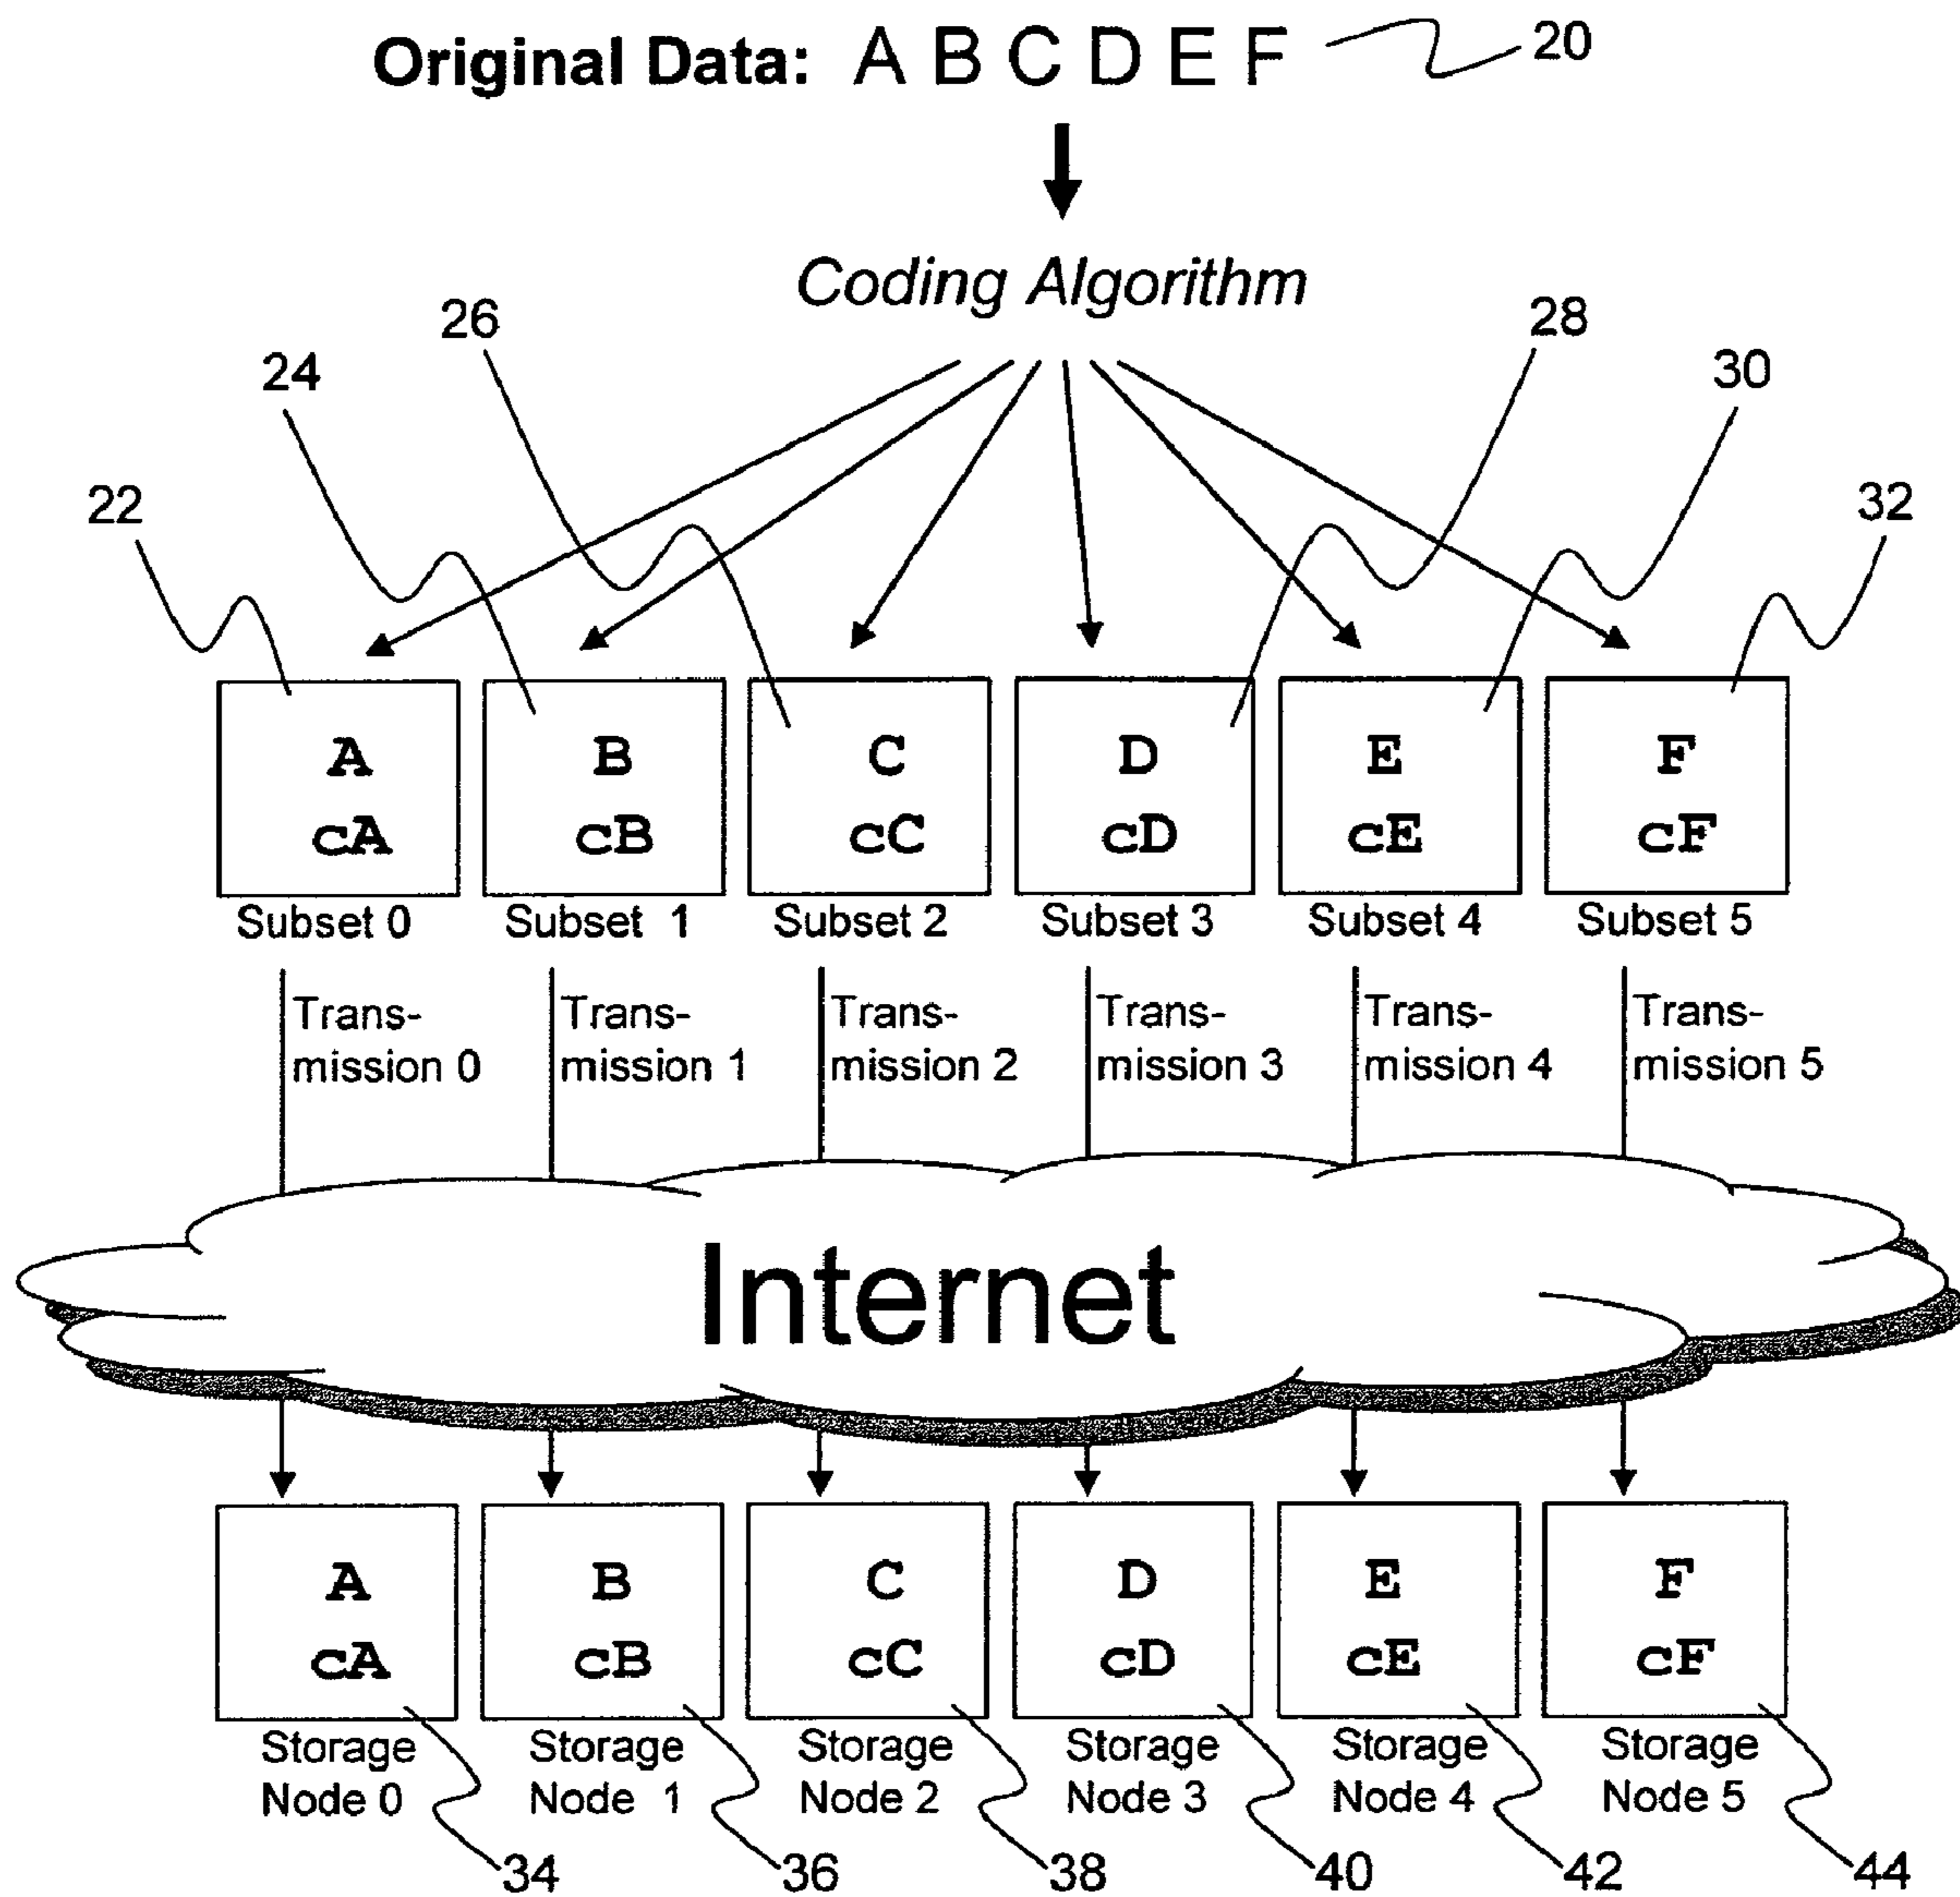 Original Data: A B C D E F 20
Coding Algorithm
26 28
24 30
22 32
A B C D E F
cA cB cC cD cE cF
Subset 0 Subset 1 Subset 2 Subset 3 Subset 4 Subset 5
Trans- Trans- Trans- Trans- Trans- Trans-
mission 0 mission 1 mission 2 mission 3 mission 4 mission 5
Internet
A B C D E F
cA cB cC cD cE cF
Storage Storage Storage Storage Storage Storage
Node 0 Node 1 Node 2 Node 3 Node 4 Node 5
34 36 38 40 42 44